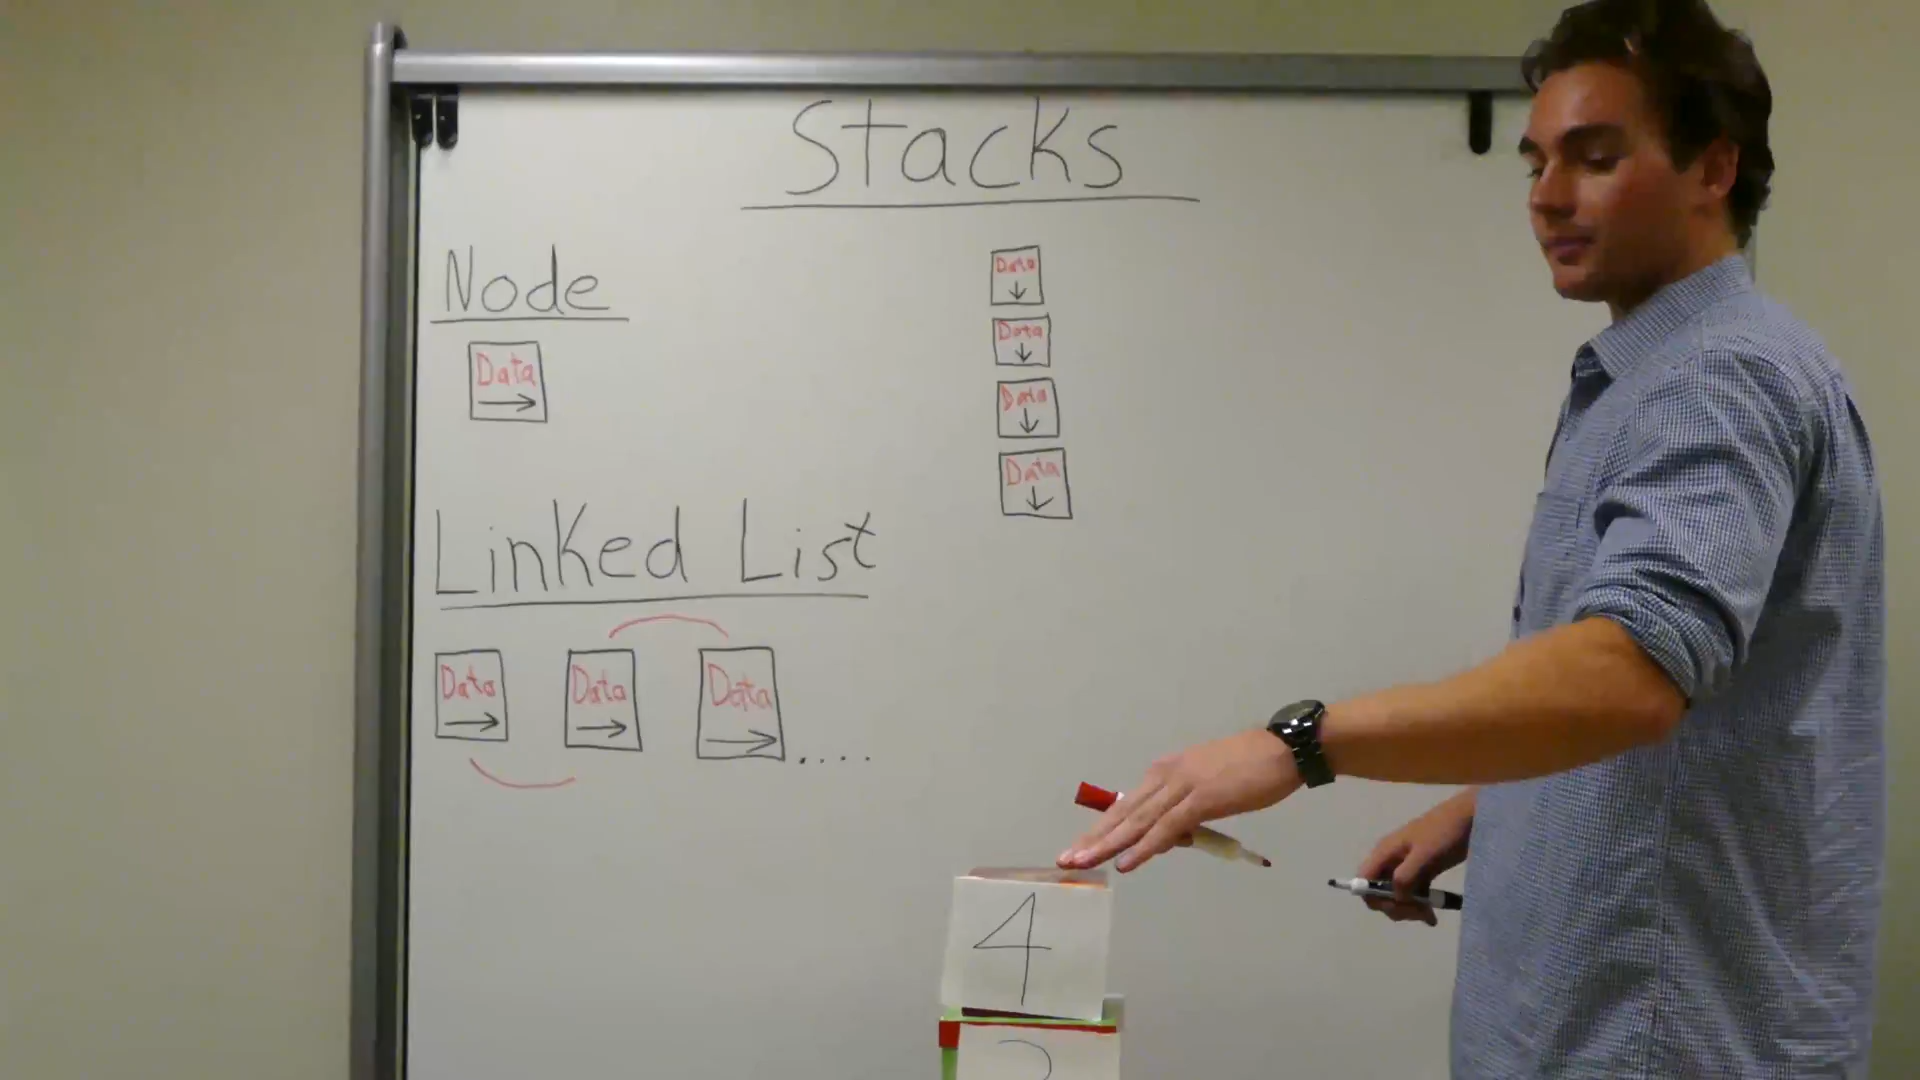 Stacks
Node
Data
Linked List
Data Data Data ....
Data
Data
Data
Data
4